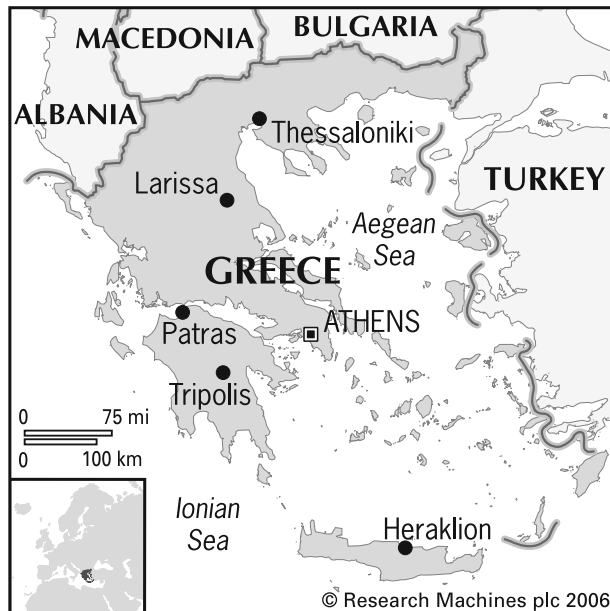 MACEDONIA
BULGARIA
ALBANIA
Thessaloniki
Larissa
TURKEY
Aegean
Sea
GREECE
Patras
ATHENS
Tripolis
0 75 mi
0 100 km
Ionian
Sea
Heraklion
© Research Machines plc 2006